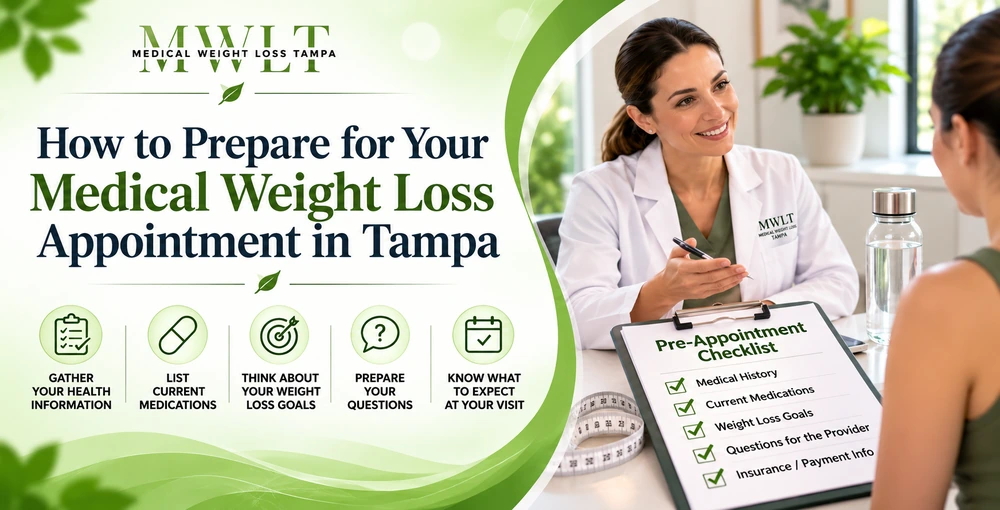 MWLT
MEDICAL WEIGHT LOSS TAMPA
How to Prepare for Your
Medical Weight Loss
Appointment in Tampa
GATHER
YOUR HEALTH
INFORMATION
LIST
CURRENT
MEDICATIONS
THINK ABOUT
YOUR WEIGHT
LOSS GOALS
PREPARE
YOUR
QUESTIONS
KNOW WHAT
TO EXPECT
AT YOUR VISIT
MWLT
MEDICAL WEIGHT LOSS
TAMPA
Pre-Appointment
Checklist
Medical History
Current Medications
Weight Loss Goals
Questions for the Provider
Insurance / Payment Info